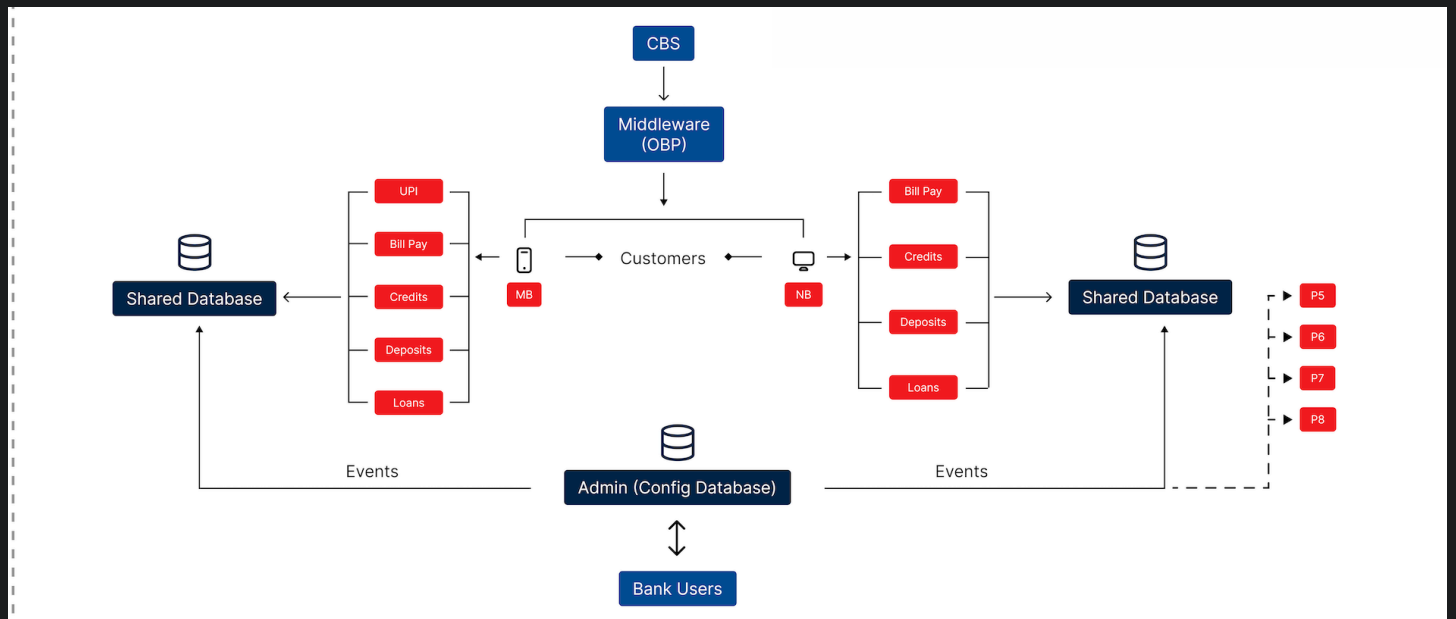 CBS
Middleware
(OBP)
UPI
Bill Pay
Credits
Deposits
Loans
Shared Database
MB
Customers
NB
Bill Pay
Credits
Deposits
Loans
Shared Database
P5
P6
P7
P8
Events
Events
Admin (Config Database)
Bank Users